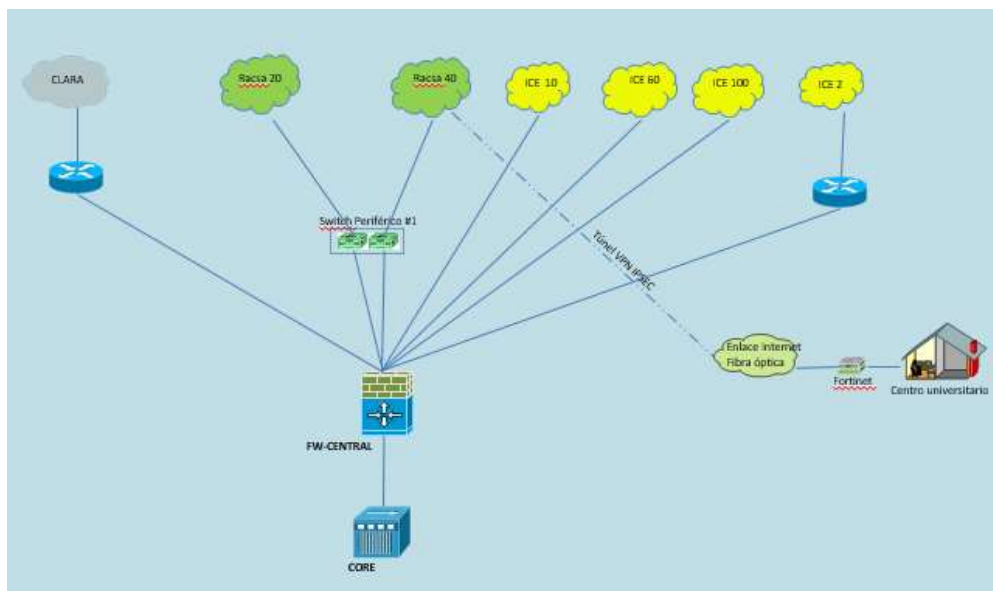 CLARA
Racsa 20
Racsa 40
ICE 10
ICE 60
ICE 100
ICE 2
Switch Periférico #1
Túnel VPN IPSEC
Enlace Internet
Fibra óptica
Fortinet
Centro universitario
FW-CENTRAL
CORE